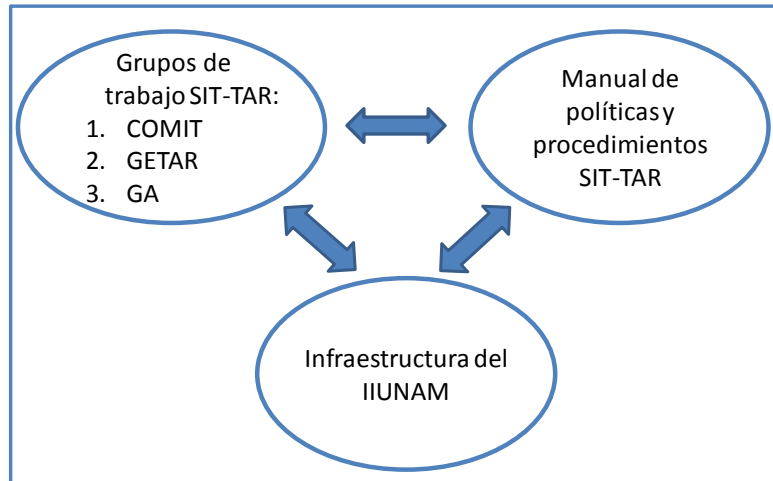 Grupos de
trabajo SIT-TAR:
1. COMIT
2. GETAR
3. GA
Manual de
políticas y
procedimientos
SIT-TAR
Infraestructura del
IIUNAM